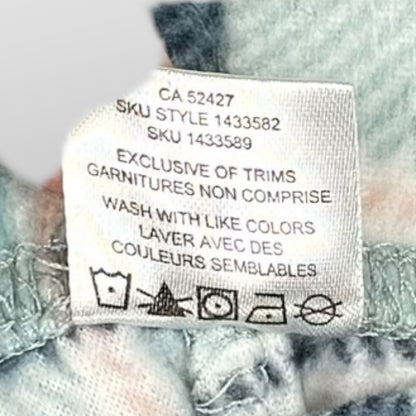 CA 52427
SKU STYLE 1433582
SKU 1433589
EXCLUSIVE OF TRIMS
GARNITURES NON COMPRISE
WASH WITH LIKE COLORS
LAVER AVEC DES
COULEURS SEMBLABLES